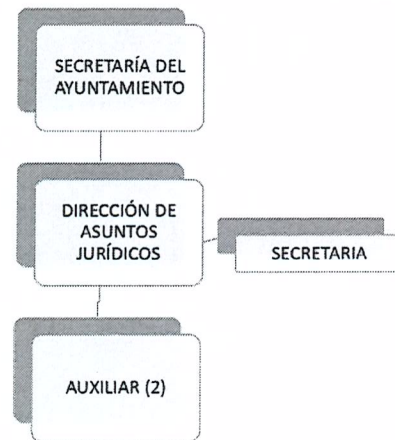 SECRETARÍA DEL
AYUNTAMIENTO
DIRECCIÓN DE
ASUNTOS
JURÍDICOS
SECRETARIA
AUXILIAR (2)